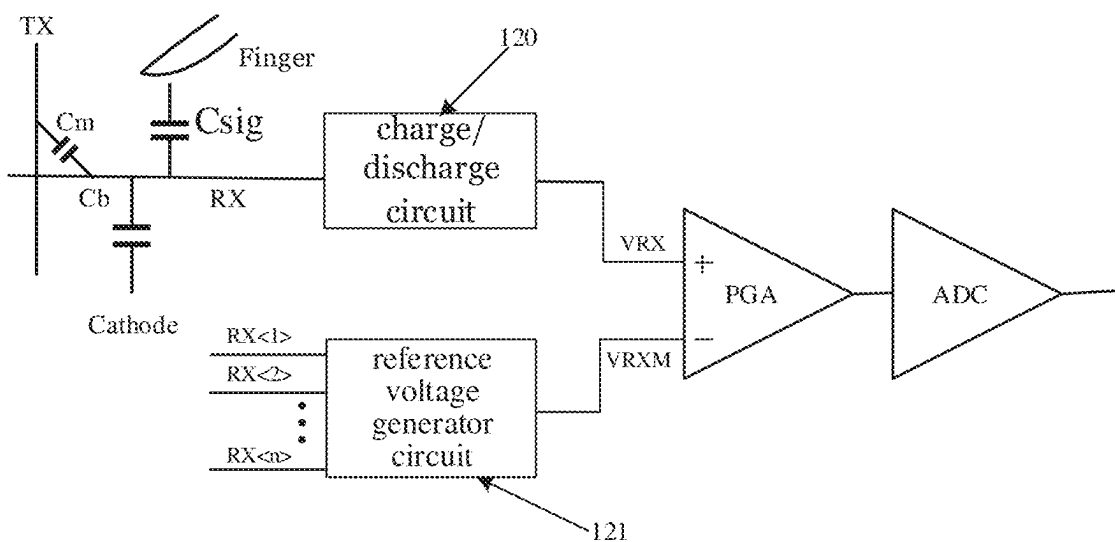 TX
120
Finger
Cm
Csig
charge/
discharge
circuit
Cb
RX
VRX
+
PGA
ADC
Cathode
−
VRXM
RX<1>
RX<2>
RX<n>
reference
voltage
generator
circuit
121